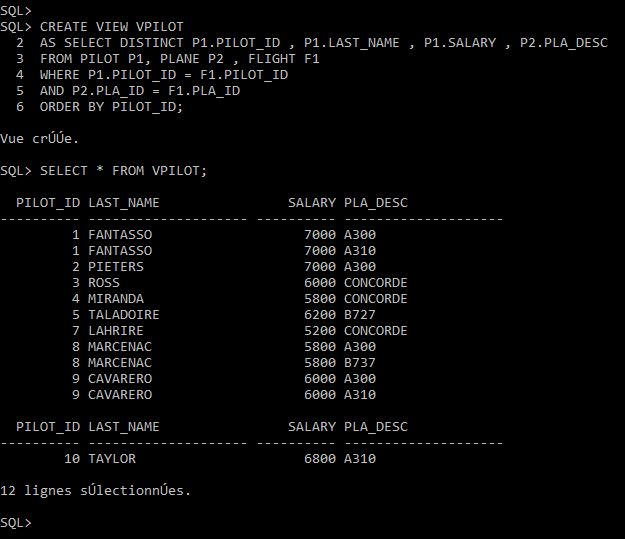 SQL>
SQL> CREATE VIEW VPILOT
  2  AS SELECT DISTINCT P1.PILOT_ID , P1.LAST_NAME , P1.SALARY , P2.PLA_DESC
  3  FROM PILOT P1, PLANE P2 , FLIGHT F1
  4  WHERE P1.PILOT_ID = F1.PILOT_ID
  5  AND P2.PLA_ID = F1.PLA_ID
  6  ORDER BY PILOT_ID;
Vue crÚÚe.
SQL> SELECT * FROM VPILOT;
  PILOT_ID LAST_NAME                SALARY PLA_DESC
---------- -------------------- ---------- --------------------
         1 FANTASSO                   7000 A300
         1 FANTASSO                   7000 A310
         2 PIETERS                    7000 A300
         3 ROSS                       6000 CONCORDE
         4 MIRANDA                    5800 CONCORDE
         5 TALADOIRE                  6200 B727
         7 LAHRIRE                    5200 CONCORDE
         8 MARCENAC                   5800 A300
         8 MARCENAC                   5800 B737
         9 CAVARERO                   6000 A300
         9 CAVARERO                   6000 A310
  PILOT_ID LAST_NAME                SALARY PLA_DESC
---------- -------------------- ---------- --------------------
        10 TAYLOR                     6800 A310
12 lignes sÚlectionnÚes.
SQL>